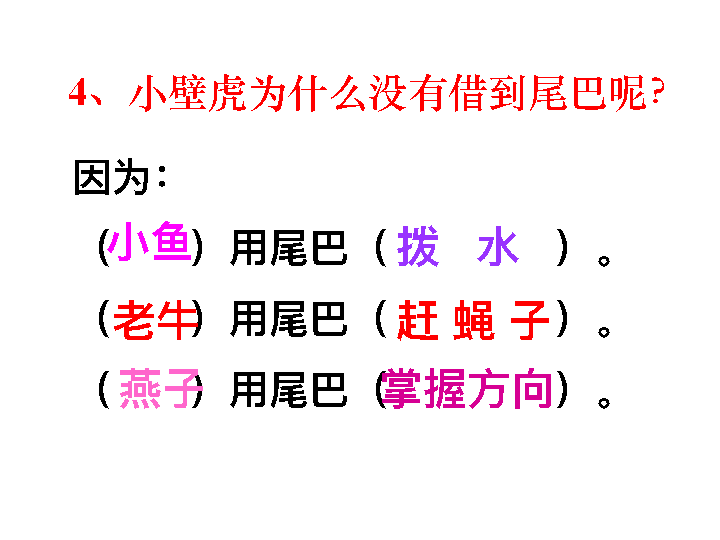 4、小壁虎为什么没有借到尾巴呢?
因为：
（小鱼）用尾巴（拨 水 ）。
（老牛）用尾巴（赶 蝇 子）。
（燕子）用尾巴（掌握方向）。